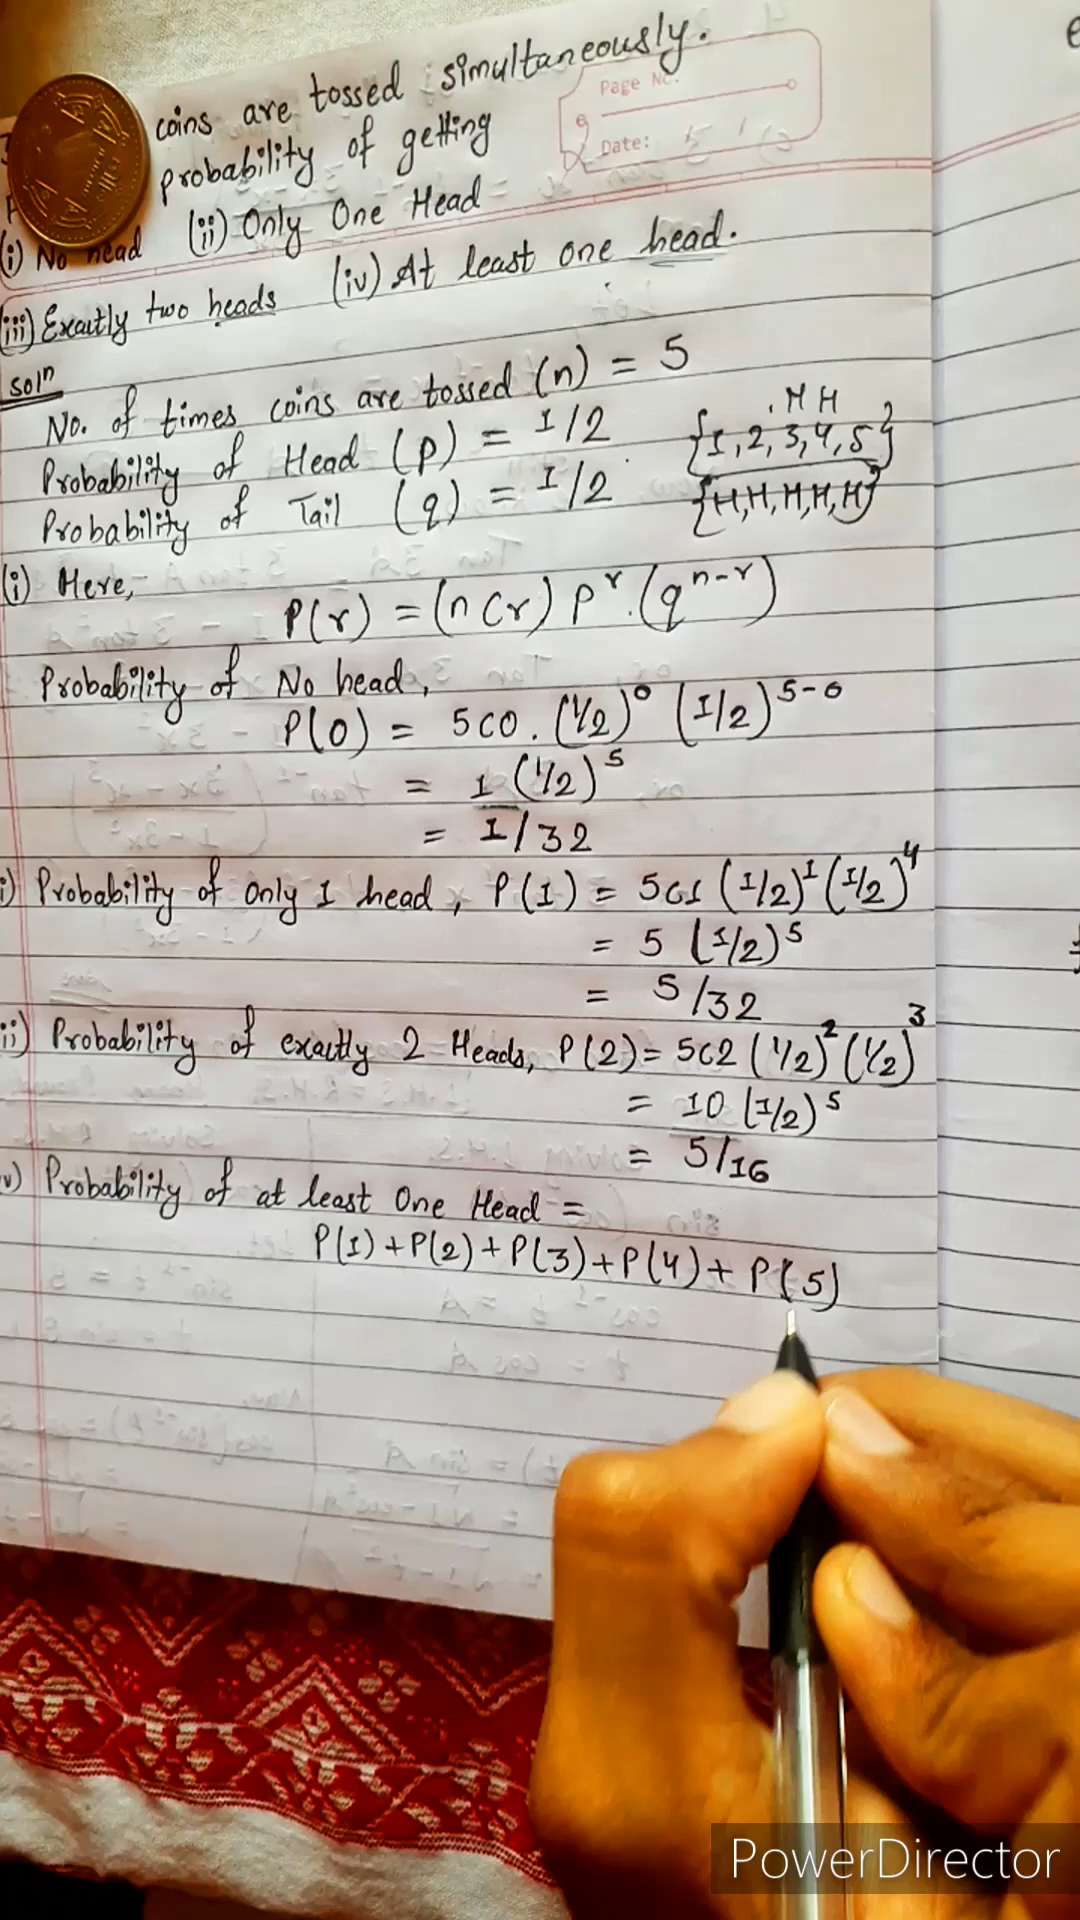 coins are tossed simultaneously.
Page No.
probability of getting
Date:
(i) No head (ii) Only One Head
(iii) Exactly two heads (iv) At least one head.
Soln
No. of times coins are tossed (n) = 5
Probability of Head (p) = 1/2
H H
{1,2,3,4,5}
Probability of Tail (q) = 1/2
{H,H,H,H,H}
(i) Here,
P(r) = (nCr) p^r.(q^n-r)
Probability of No head,
P(0) = 5C0. (1/2)^0 (1/2)^5-0
= 1 (1/2)^5
= 1/32
i) Probability of only 1 head, P(1) = 5C1 (1/2)^1 (1/2)^4
= 5 (1/2)^5
= 5/32
ii) Probability of exactly 2 Heads, P(2) = 5C2 (1/2)^2 (1/2)^3
= 10 (1/2)^5
= 5/16
v) Probability of at least One Head =
P(1)+P(2)+P(3)+P(4)+P(5)
PowerDirector